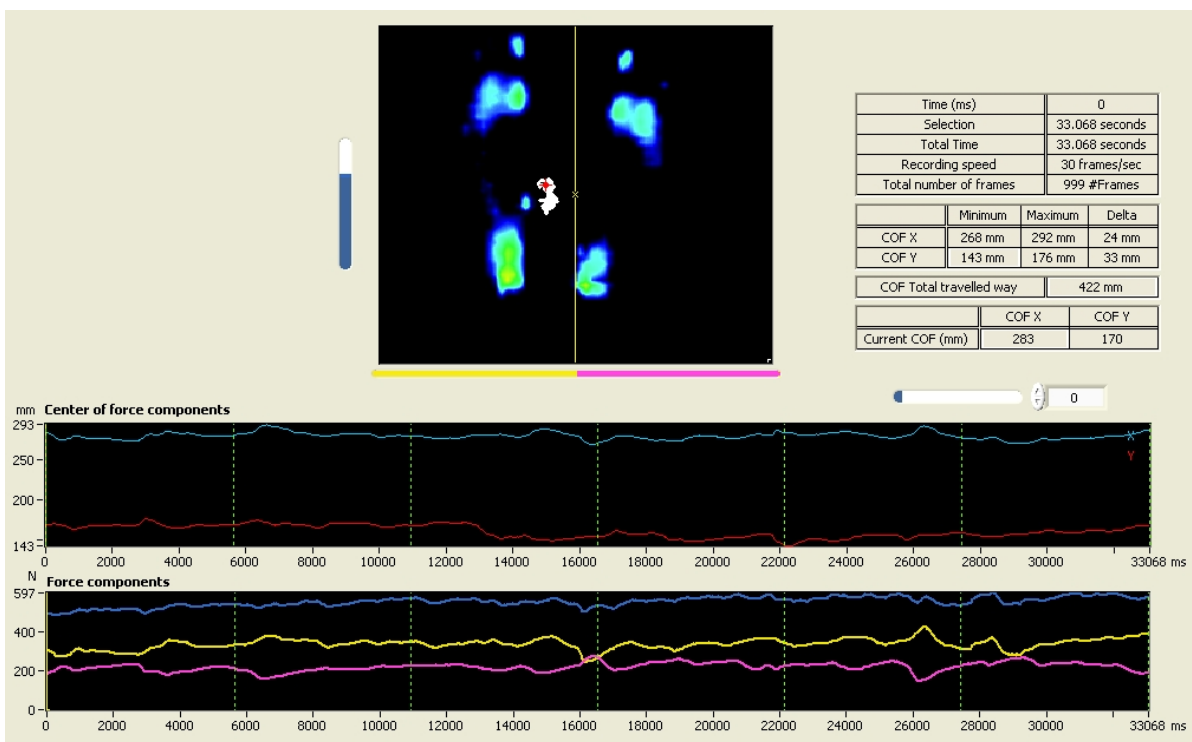 Time (ms) 0
Selection 33.068 seconds
Total Time 33.068 seconds
Recording speed 30 frames/sec
Total number of frames 999 #Frames
Minimum Maximum Delta
COF X 268 mm 292 mm 24 mm
COF Y 143 mm 176 mm 33 mm
COF Total travelled way 422 mm
COF X COF Y
Current COF (mm) 283 170
0
mm Center of force components
293
250
200
143
X
Y
0 2000 4000 6000 8000 10000 12000 14000 16000 18000 20000 22000 24000 26000 28000 30000 33068 ms
N Force components
597
400
200
0
0 2000 4000 6000 8000 10000 12000 14000 16000 18000 20000 22000 24000 26000 28000 30000 33068 ms